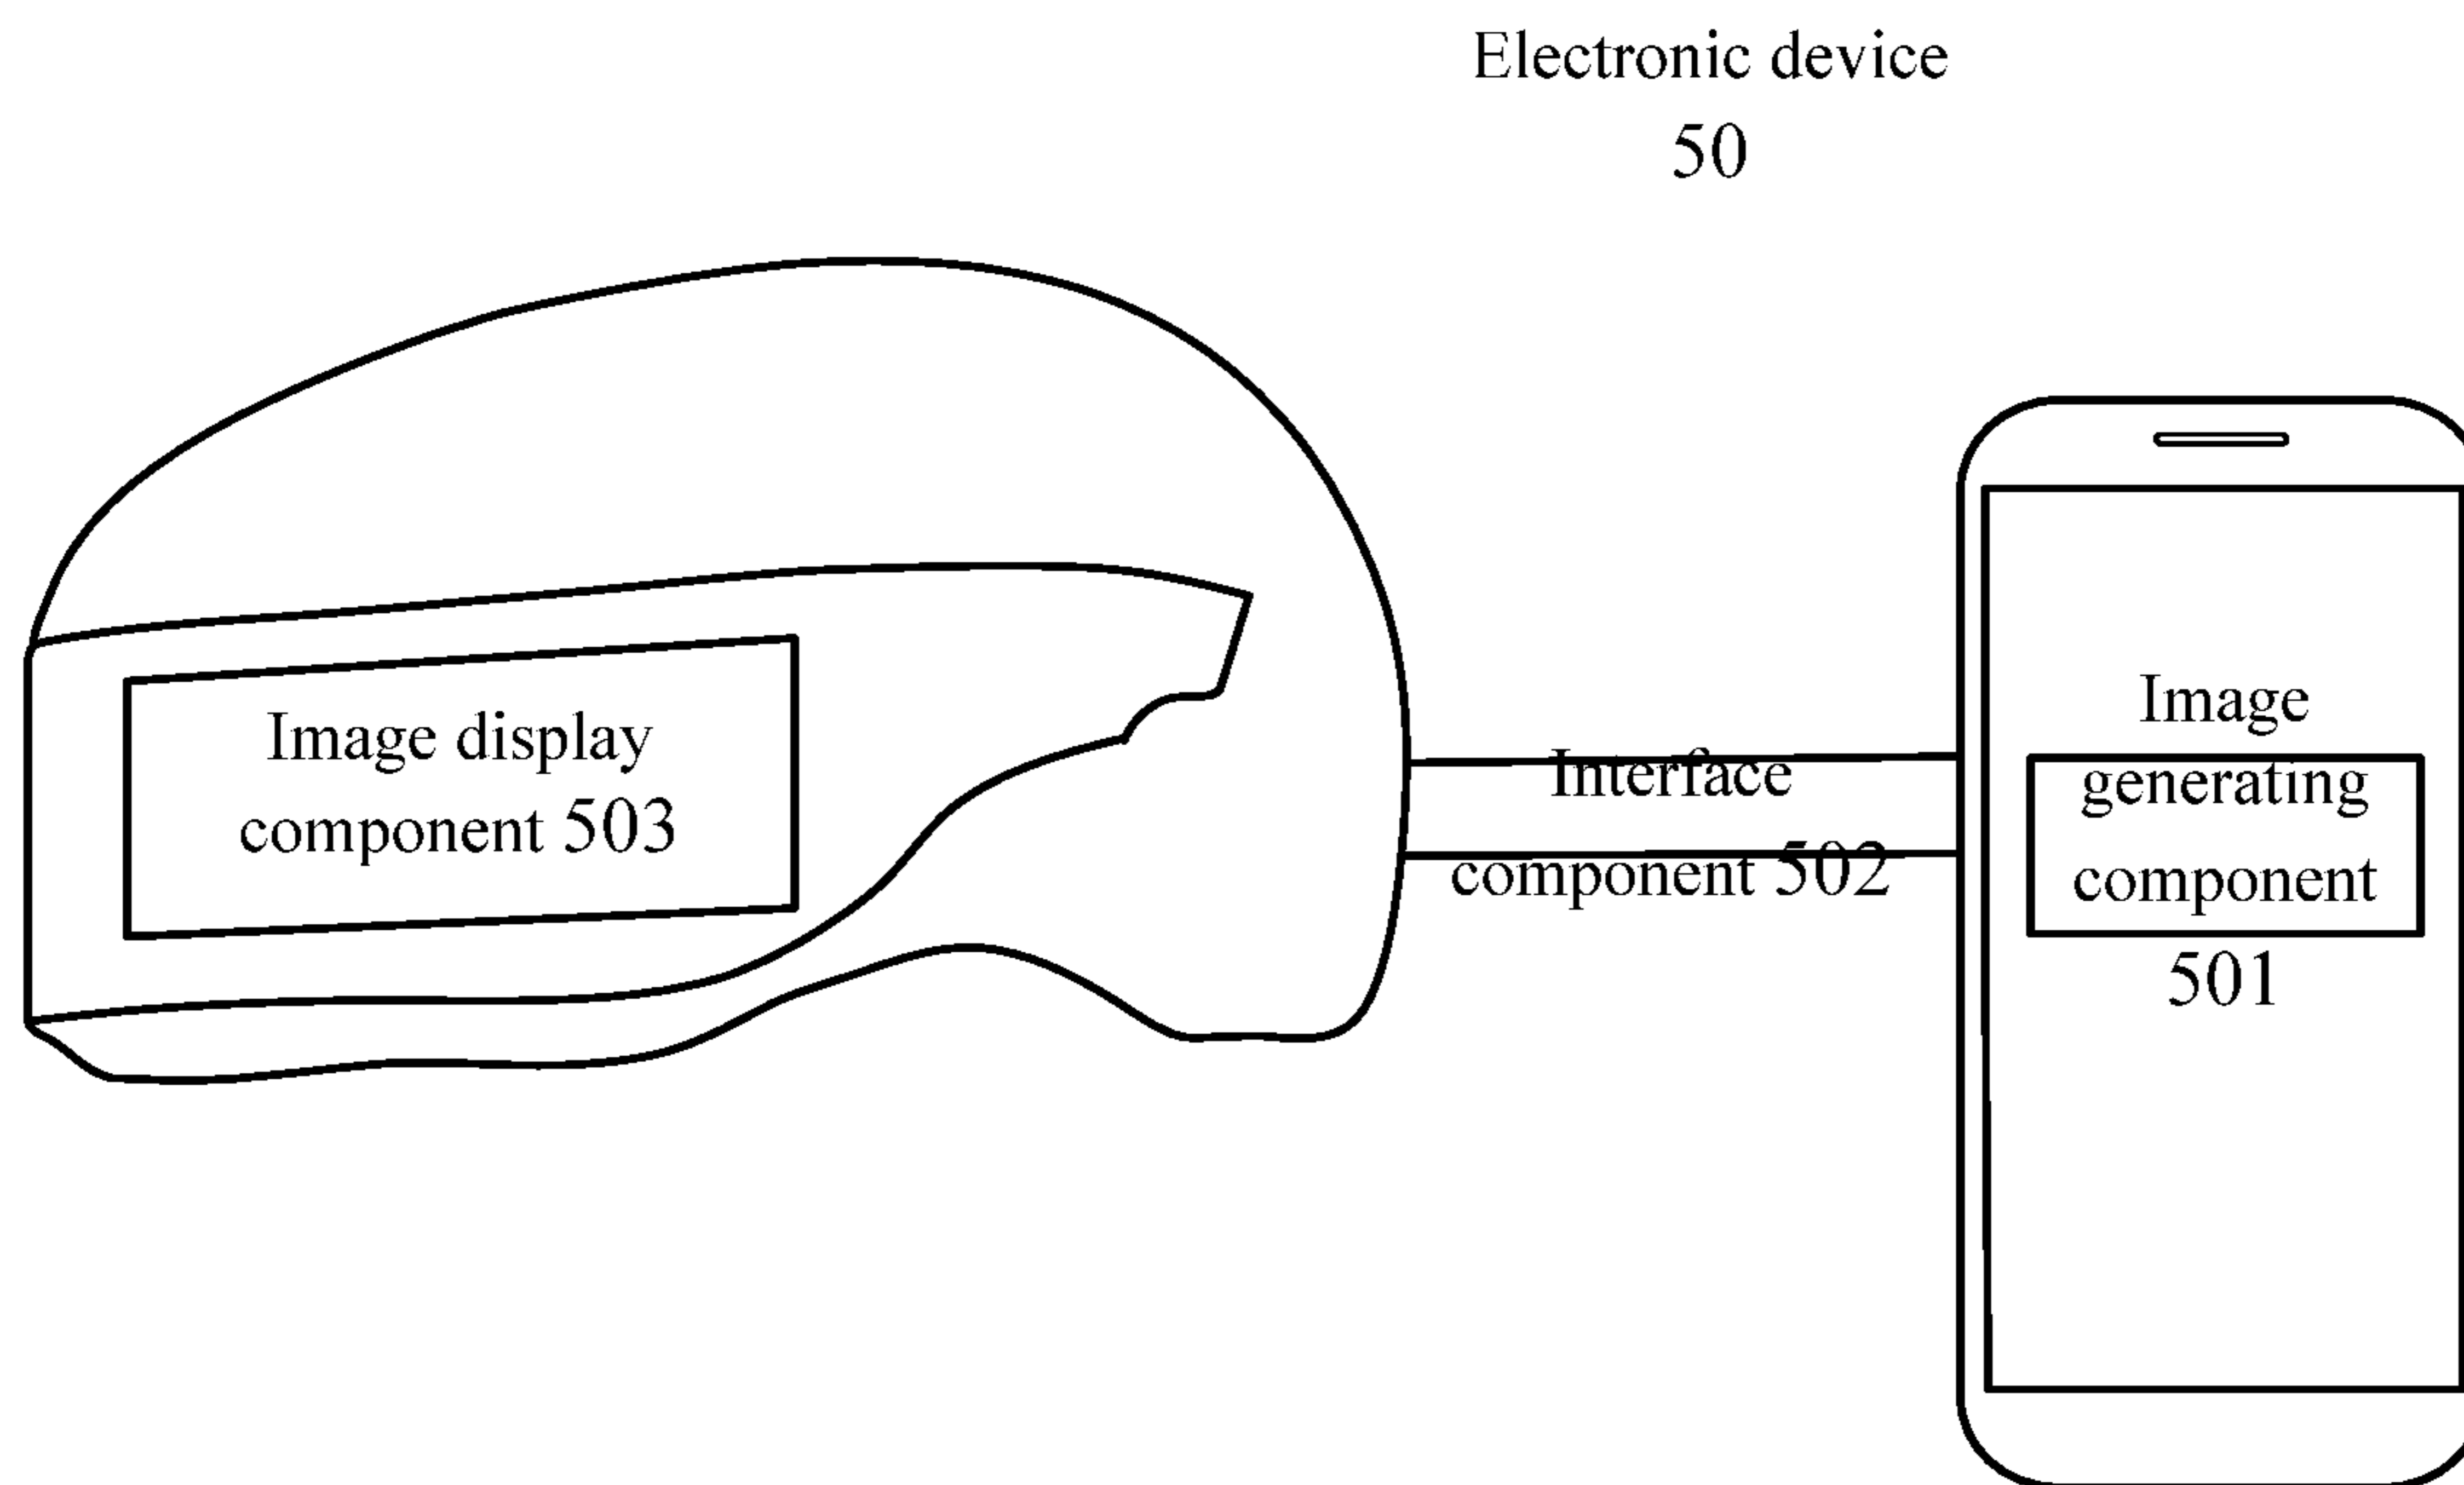 Electronic device
50
Image display
component 503
Interface
component 502
Image
generating
component
501